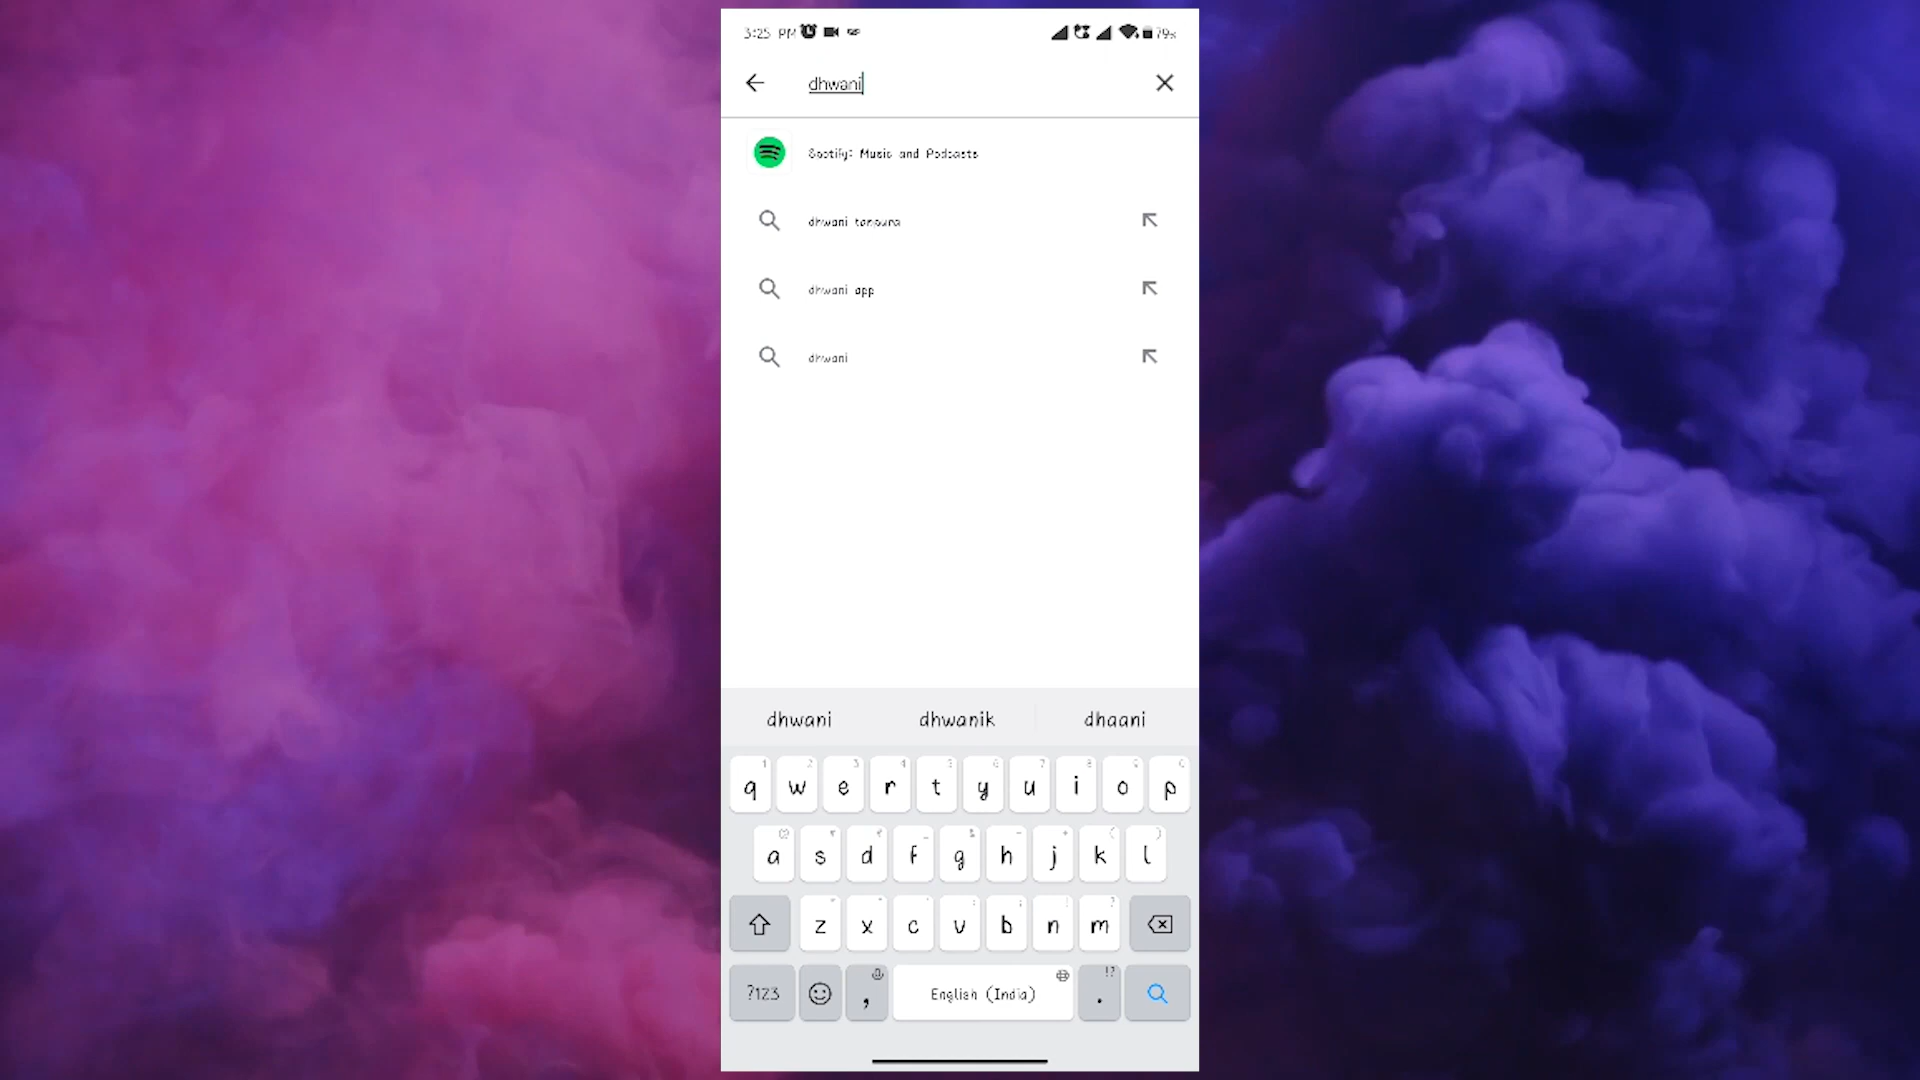 3:25 PM 79%
dhwani
Spotify: Music and Podcasts
dhwani tanpura
dhwani app
dhwani
dhwani dhwanik dhaani
q w e r t y u i o p
a s d f g h j k l
z x c v b n m
?123 , English (India) .